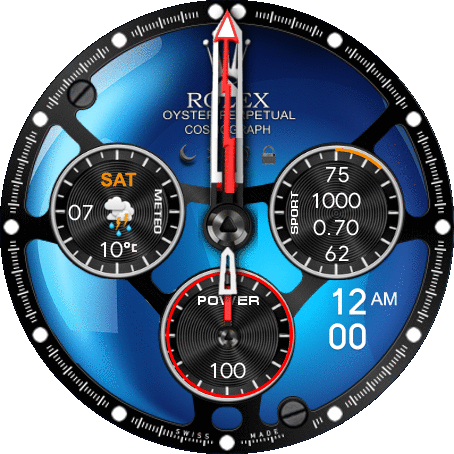 ROLEX
OYSTER PERPETUAL
COSMOGRAPH
SAT
07
METEO
10°C
75
SPORT
1000
0.70
62
POWER
100
12 AM
00
SWISS MADE